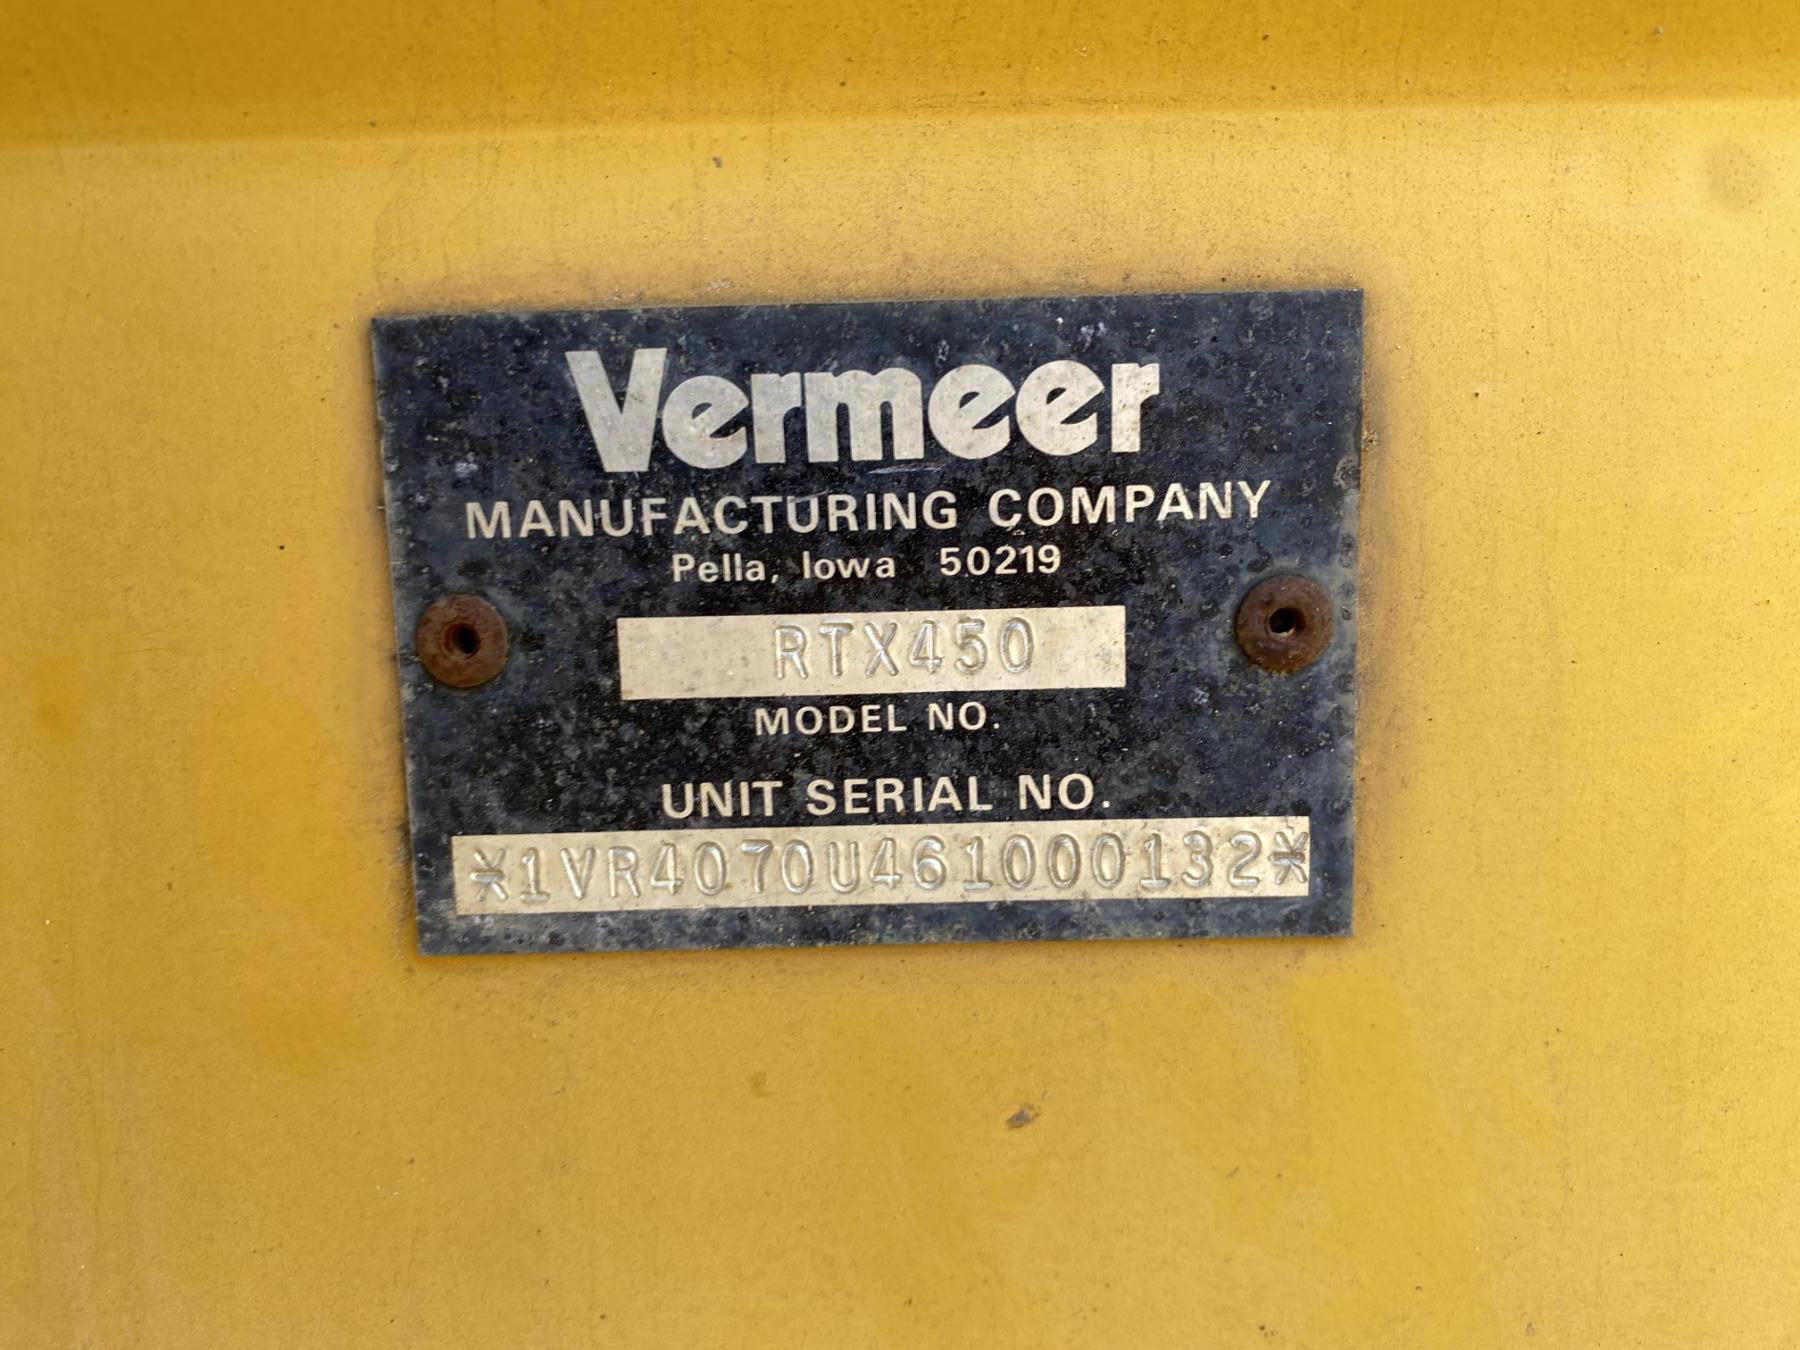 Vermeer
MANUFACTURING COMPANY
Pella, Iowa 50219
RTX450
MODEL NO.
UNIT SERIAL NO.
*1VR4070U461000132*